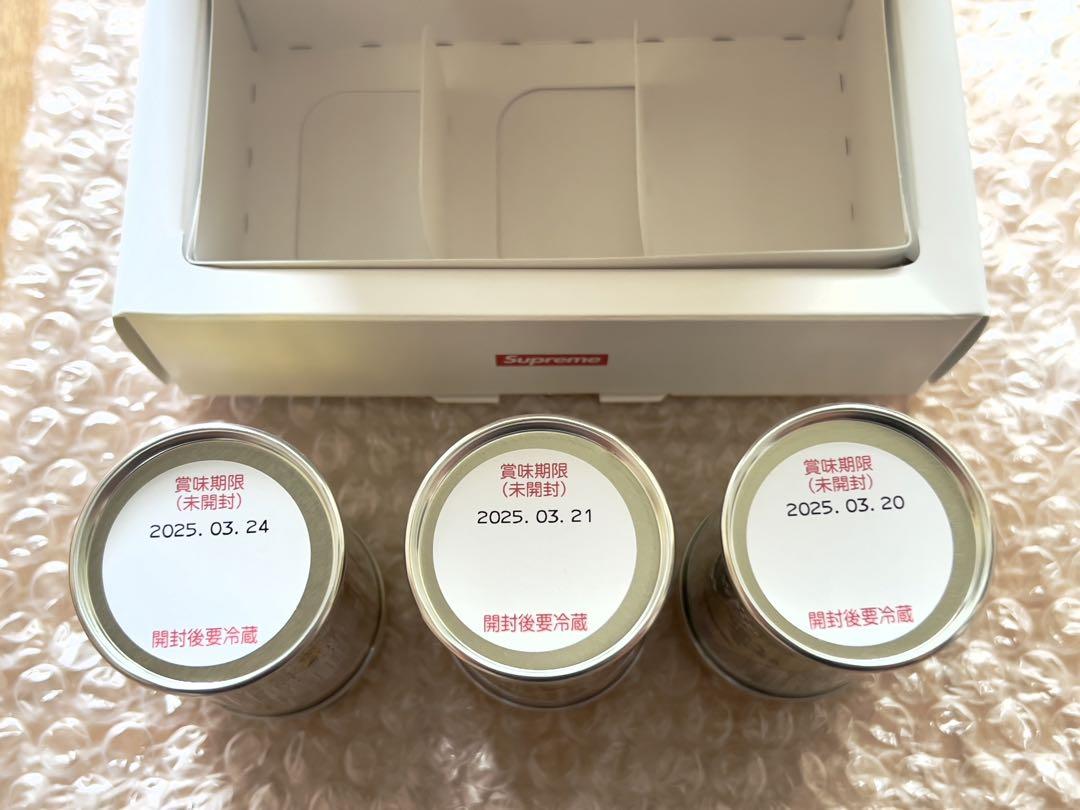 Supreme
賞味期限
(未開封)
2025. 03. 24
開封後要冷蔵
賞味期限
(未開封)
2025. 03. 21
開封後要冷蔵
賞味期限
(未開封)
2025. 03. 20
開封後要冷蔵